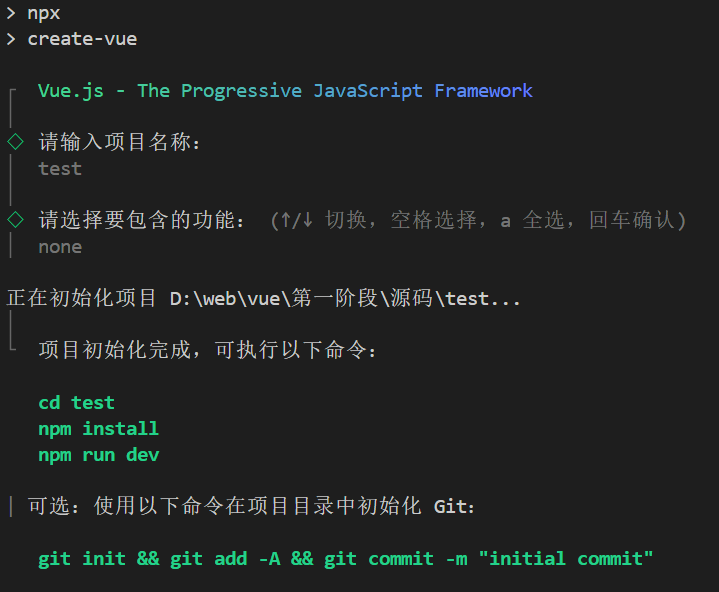 > npx
> create-vue
Vue.js - The Progressive JavaScript Framework
请输入项目名称：
test
请选择要包含的功能： (↑/↓ 切换，空格选择，a 全选，回车确认)
none
正在初始化项目 D:\web\vue\第一阶段\源码\test...
项目初始化完成，可执行以下命令：
cd test
npm install
npm run dev
| 可选：使用以下命令在项目目录中初始化 Git：
git init && git add -A && git commit -m "initial commit"